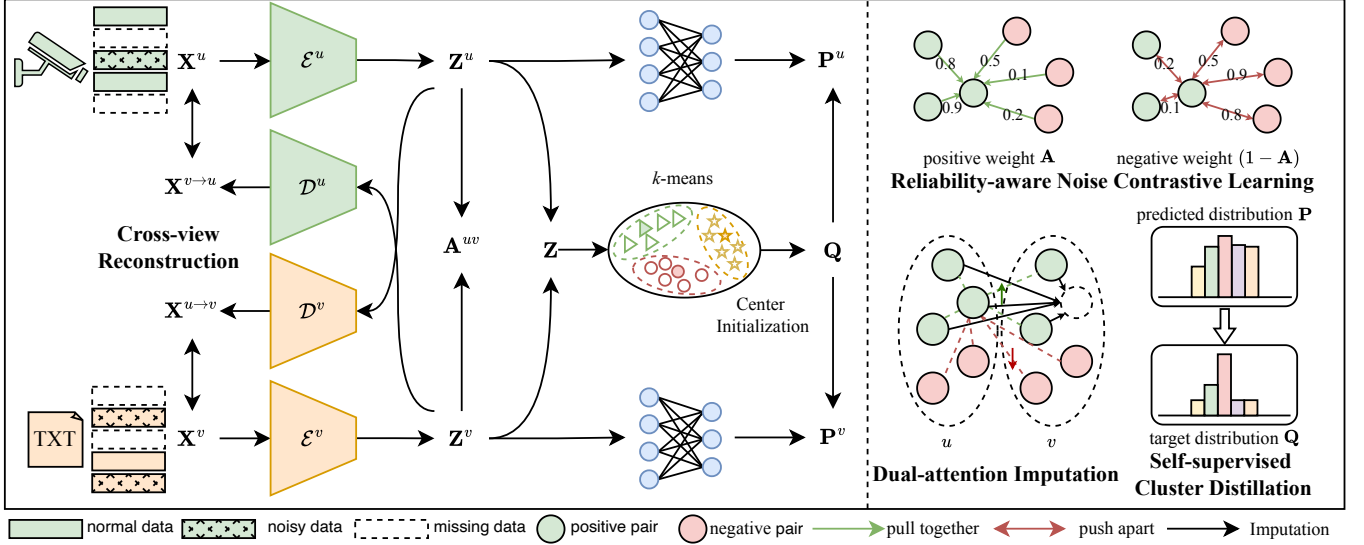 X^u
ℰ^u
Z^u
P^u
X^{v→u}
𝒟^u
Cross-view
Reconstruction
A^{uv}
Z
k-means
Center
Initialization
Q
X^{u→v}
𝒟^v
TXT
X^v
ℰ^v
Z^v
P^v
0.8
0.5
0.1
0.9
0.2
positive weight A
0.2
0.5
0.9
0.1
0.8
negative weight (1 − A)
Reliability-aware Noise Contrastive Learning
u
v
Dual-attention Imputation
predicted distribution P
target distribution Q
Self-supervised
Cluster Distillation
normal data noisy data missing data positive pair negative pair pull together push apart Imputation